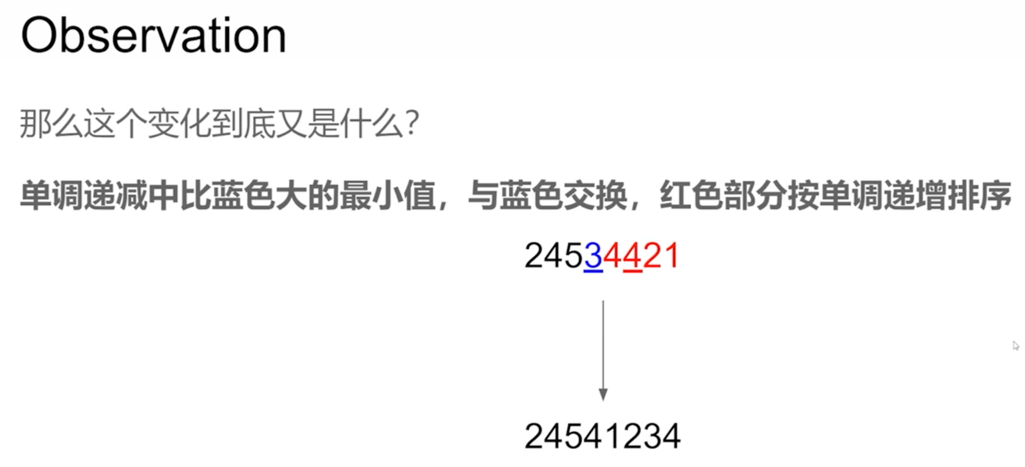 Observation
那么这个变化到底又是什么?
单调递减中比蓝色大的最小值，与蓝色交换，红色部分按单调递增排序
24534421
24541234